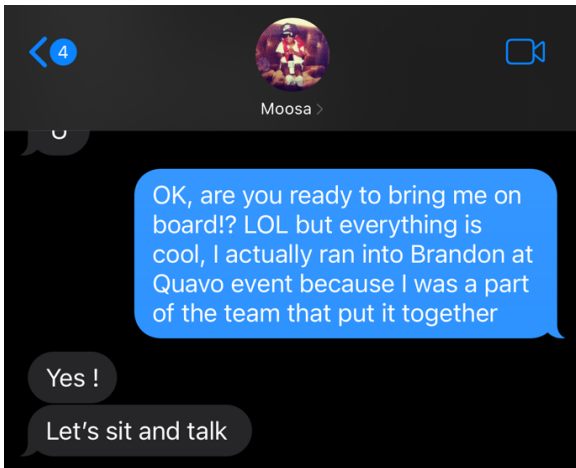 4
Moosa
OK, are you ready to bring me on
board!? LOL but everything is
cool, I actually ran into Brandon at
Quavo event because I was a part
of the team that put it together
Yes !
Let’s sit and talk